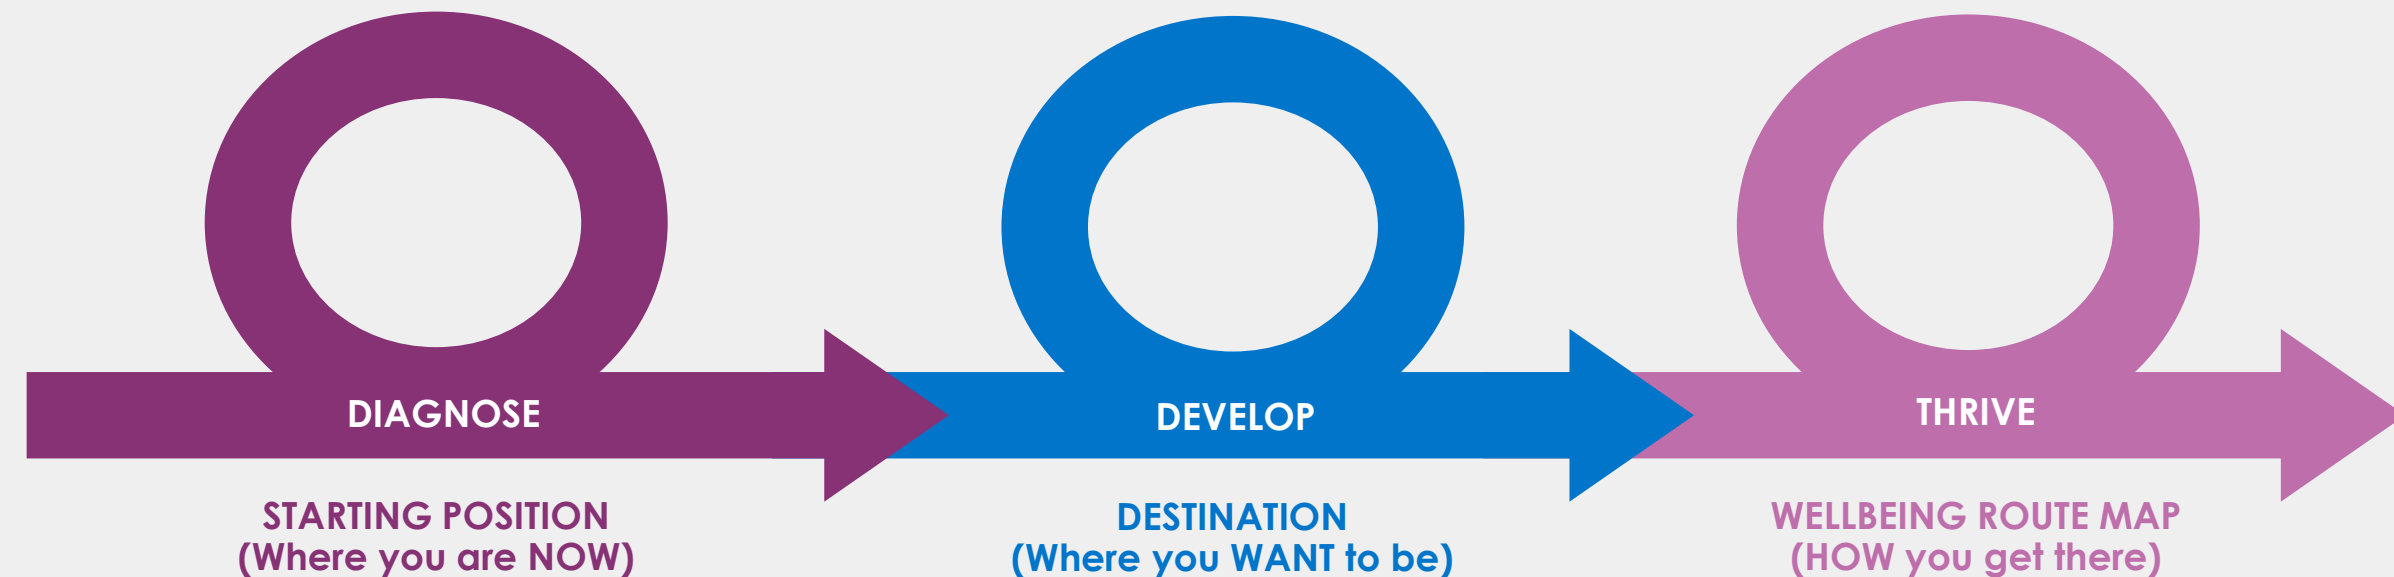 DIAGNOSE
STARTING POSITION
(Where you are NOW)
DEVELOP
DESTINATION
(Where you WANT to be)
THRIVE
WELLBEING ROUTE MAP
(HOW you get there)